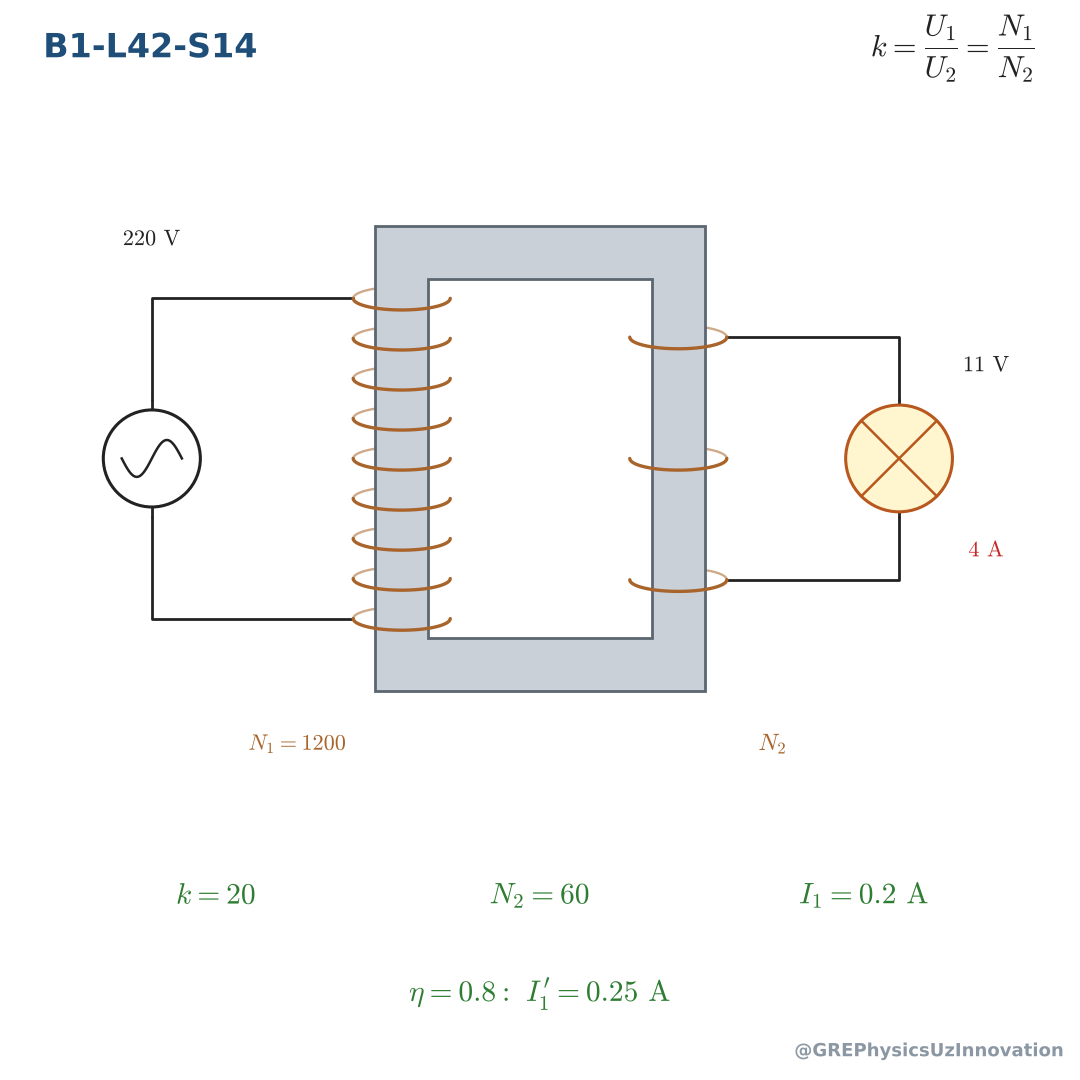 B1-L42-S14
k = U₁/U₂ = N₁/N₂
220 V
11 V
4 A
N₁ = 1200
N₂
k = 20
N₂ = 60
I₁ = 0.2 A
η = 0.8 : I₁′ = 0.25 A
@GREPhysicsUzInnovation